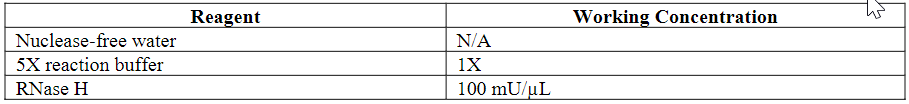 Reagent Working Concentration
Nuclease-free water N/A
5X reaction buffer 1X
RNase H 100 mU/µL